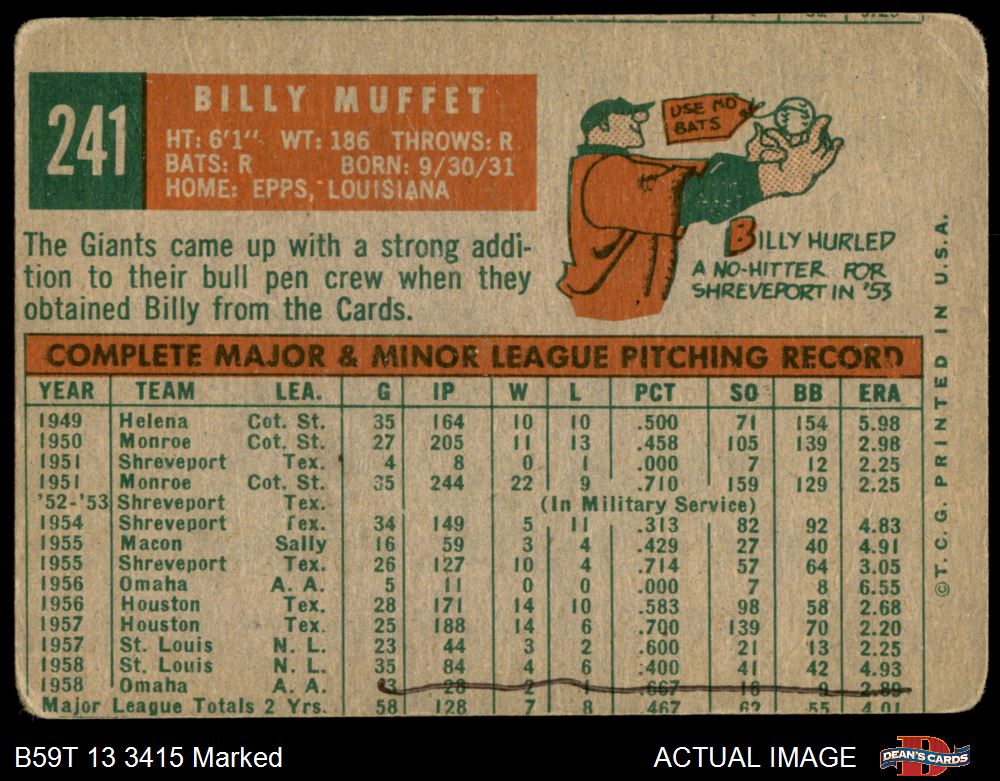 241
BILLY MUFFET
HT: 6'1" WT: 186 THROWS: R
BATS: R BORN: 9/30/31
HOME: EPPS, LOUISIANA
USE NO
BATS
The Giants came up with a strong addi-
tion to their bull pen crew when they
obtained Billy from the Cards.
BILLY HURLED
A NO-HITTER FOR
SHREVEPORT IN '53
COMPLETE MAJOR & MINOR LEAGUE PITCHING RECORD
YEAR TEAM LEA. G IP W L PCT SO BB ERA
1949 Helena Cot. St. 35 164 10 10 .500 71 154 5.98
1950 Monroe Cot. St. 27 205 11 13 .458 105 139 2.98
1951 Shreveport Tex. 4 8 0 1 .000 7 12 2.25
1951 Monroe Cot. St. 35 244 22 9 .710 159 129 2.25
'52-'53 Shreveport Tex. (In Military Service)
1954 Shreveport Tex. 34 149 5 11 .313 82 92 4.83
1955 Macon Sally 16 59 3 4 .429 27 40 4.91
1955 Shreveport Tex. 26 127 10 4 .714 57 64 3.05
1956 Omaha A. A. 5 11 0 0 .000 7 8 6.55
1956 Houston Tex. 28 171 14 10 .583 98 58 2.68
1957 Houston Tex. 25 188 14 6 .700 139 70 2.20
1957 St. Louis N. L. 23 44 3 2 .600 21 13 2.25
1958 St. Louis N. L. 35 84 4 6 .400 41 42 4.93
1958 Omaha A. A. 28 2 1 .667 16 9 2.89
Major League Totals 2 Yrs. 58 128 7 8 .467 62 55 4.01
© T. C. G. PRINTED IN U.S.A.
B59T 13 3415 Marked
ACTUAL IMAGE
DEAN'S CARDS